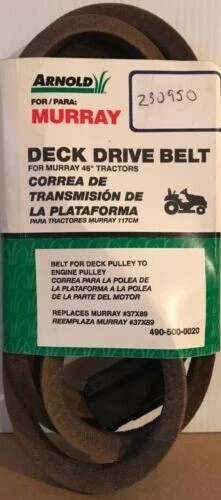 ARNOLD
230950
FOR / PARA:
MURRAY
DECK DRIVE BELT
FOR MURRAY 46" TRACTORS
CORREA DE
TRANSMISIÓN DE
LA PLATAFORMA
PARA TRACTORES MURRAY 117CM
BELT FOR DECK PULLEY TO
ENGINE PULLEY
CORREA PARA LA POLEA DE
LA PLATAFORMA A LA POLEA
DE LA PARTE DEL MOTOR
REPLACES MURRAY #37X89
REEMPLAZA MURRAY #37X89
490-500-0020